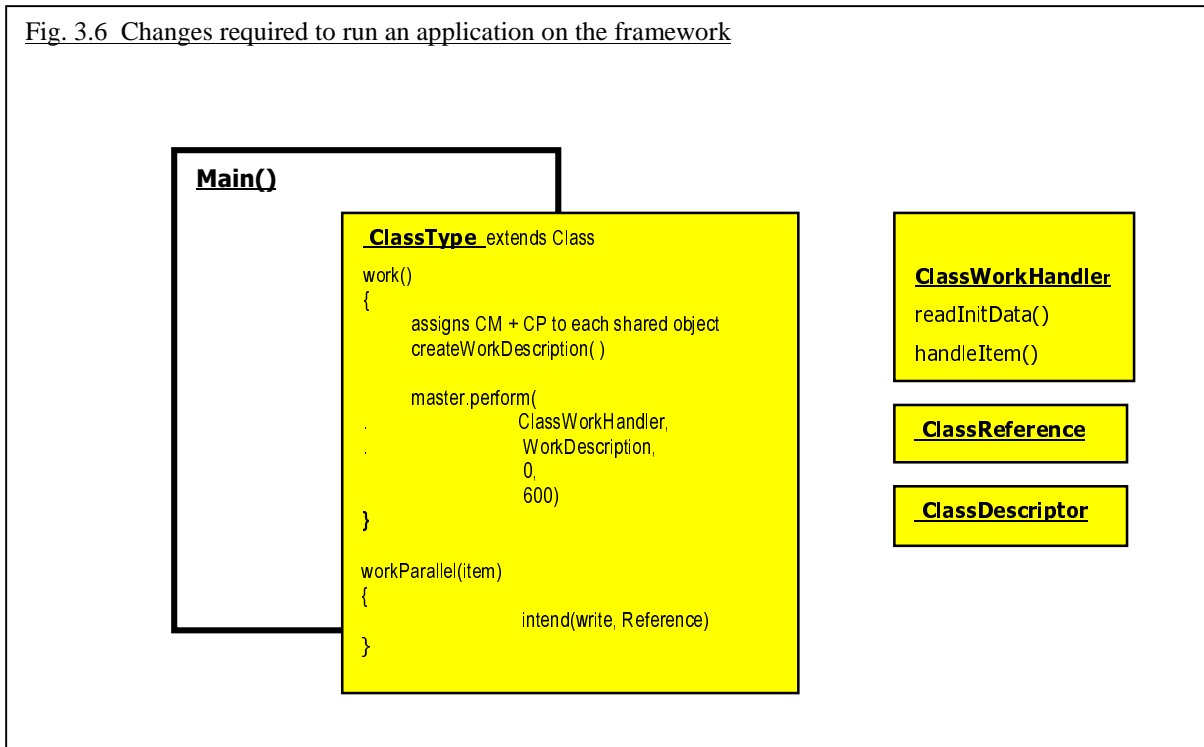 Fig. 3.6 Changes required to run an application on the framework
Main()
ClassType extends Class
work()
{
assigns CM + CP to each shared object
createWorkDescription( )
master.perform(
. ClassWorkHandler,
. WorkDescription,
0,
600)
}
workParallel(item)
{
intend(write, Reference)
}
ClassWorkHandler
readInitData()
handleItem()
ClassReference
ClassDescriptor